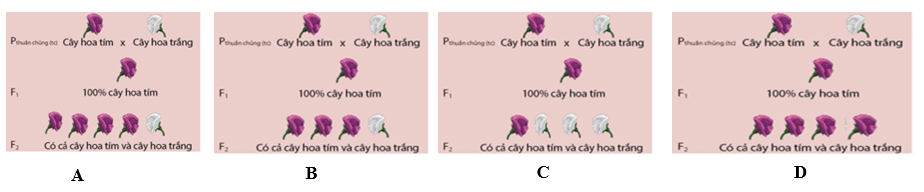 P thuần chủng (tc) Cây hoa tím x Cây hoa trắng
F1 100% cây hoa tím
F2 Có cả cây hoa tím và cây hoa trắng
A
P thuần chủng (tc) Cây hoa tím x Cây hoa trắng
F1 100% cây hoa tím
F2 Có cả cây hoa tím và cây hoa trắng
B
P thuần chủng (tc) Cây hoa tím x Cây hoa trắng
F1 100% cây hoa tím
F2 Có cả cây hoa tím và cây hoa trắng
C
P thuần chủng (tc) Cây hoa tím x Cây hoa trắng
F1 100% cây hoa tím
F2 Có cả cây hoa tím và cây hoa trắng
D